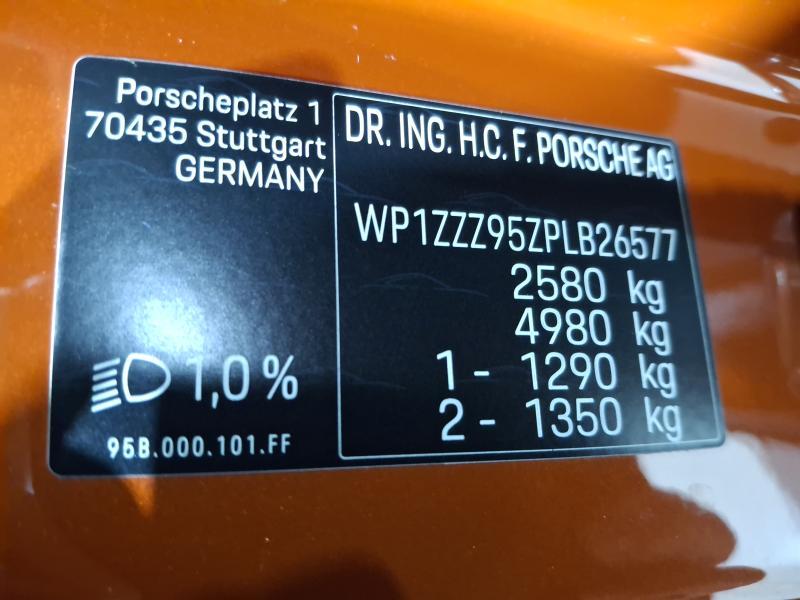 Porscheplatz 1
70435 Stuttgart
GERMANY
1,0 %
95B.000.101.FF
DR. ING. H.C. F. PORSCHE AG
WP1ZZZ95ZPLB26577
2580 kg
4980 kg
1 - 1290 kg
2 - 1350 kg